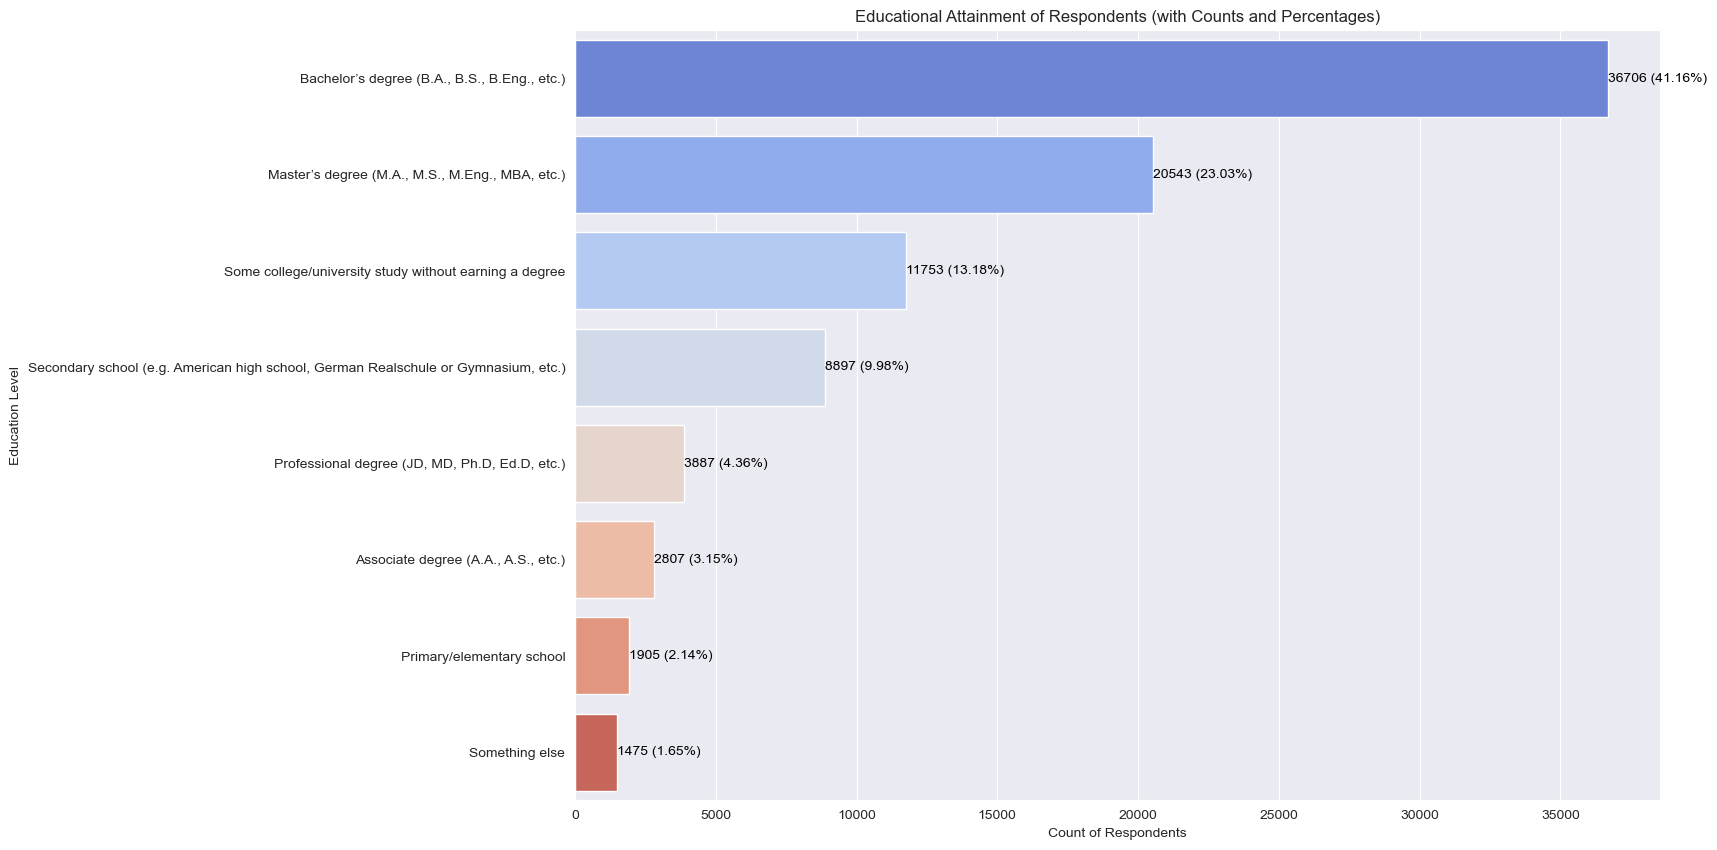 Educational Attainment of Respondents (with Counts and Percentages)
Education Level
Bachelor’s degree (B.A., B.S., B.Eng., etc.)
36706 (41.16%)
Master’s degree (M.A., M.S., M.Eng., MBA, etc.)
20543 (23.03%)
Some college/university study without earning a degree
11753 (13.18%)
Secondary school (e.g. American high school, German Realschule or Gymnasium, etc.)
8897 (9.98%)
Professional degree (JD, MD, Ph.D, Ed.D, etc.)
3887 (4.36%)
Associate degree (A.A., A.S., etc.)
2807 (3.15%)
Primary/elementary school
1905 (2.14%)
Something else
1475 (1.65%)
0 5000 10000 15000 20000 25000 30000 35000
Count of Respondents